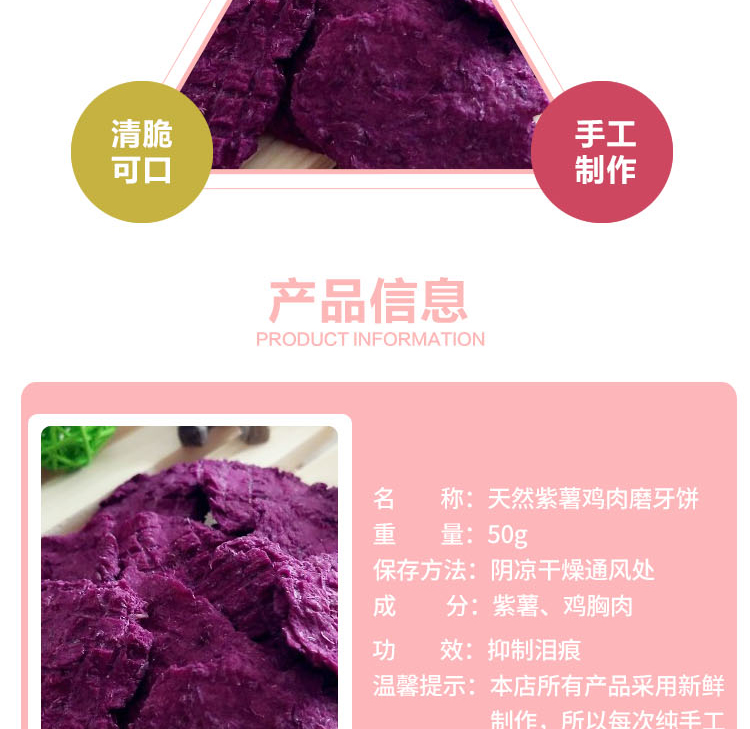 清脆
可口
手工
制作
产品信息
PRODUCT INFORMATION
名 称：天然紫薯鸡肉磨牙饼
重 量：50g
保存方法：阴凉干燥通风处
成 分：紫薯、鸡胸肉
功 效：抑制泪痕
温馨提示：本店所有产品采用新鲜
制作，所以每次纯手工